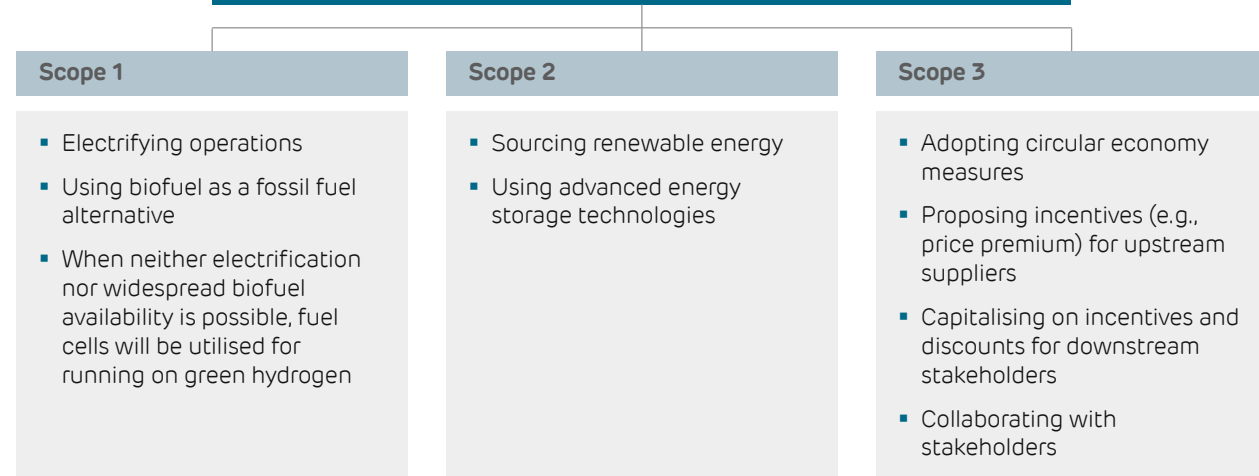 Scope 1
Electrifying operations
Using biofuel as a fossil fuel
alternative
When neither electrification
nor widespread biofuel
availability is possible, fuel
cells will be utilised for
running on green hydrogen
Scope 2
Sourcing renewable energy
Using advanced energy
storage technologies
Scope 3
Adopting circular economy
measures
Proposing incentives (e.g.,
price premium) for upstream
suppliers
Capitalising on incentives and
discounts for downstream
stakeholders
Collaborating with
stakeholders